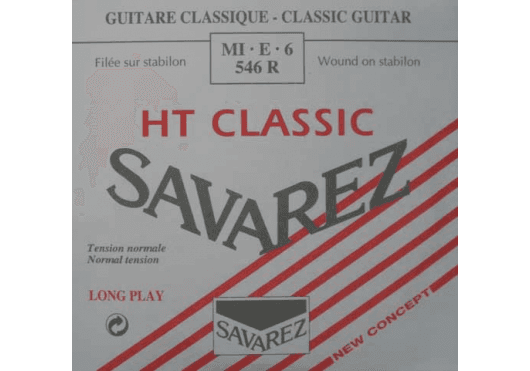 GUITARE CLASSIQUE - CLASSIC GUITAR
MI · E · 6
546 R
Filée sur stabilon
Wound on stabilon
HT CLASSIC
SAVAREZ
Tension normale
Normal tension
LONG PLAY
SAVAREZ
NEW CONCEPT